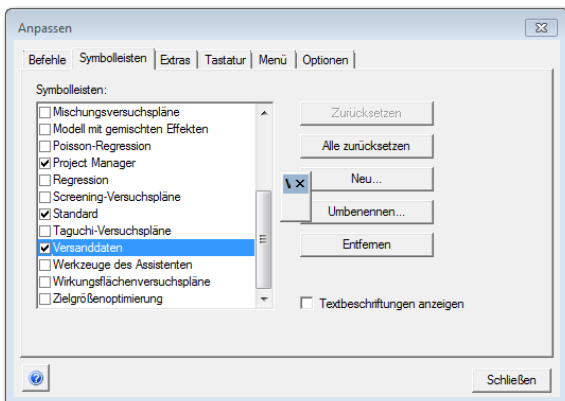 Anpassen
Befehle Symbolleisten Extras Tastatur Menü Optionen
Symbolleisten:
Mischungsversuchspläne
Modell mit gemischten Effekten
Poisson-Regression
Project Manager
Regression
Screening-Versuchspläne
Standard
Taguchi-Versuchspläne
Versanddaten
Werkzeuge des Assistenten
Wirkungsflächenversuchspläne
Zielgrößenoptimierung
Zurücksetzen
Alle zurücksetzen
Neu...
Umbenennen...
Entfernen
Textbeschriftungen anzeigen
Schließen